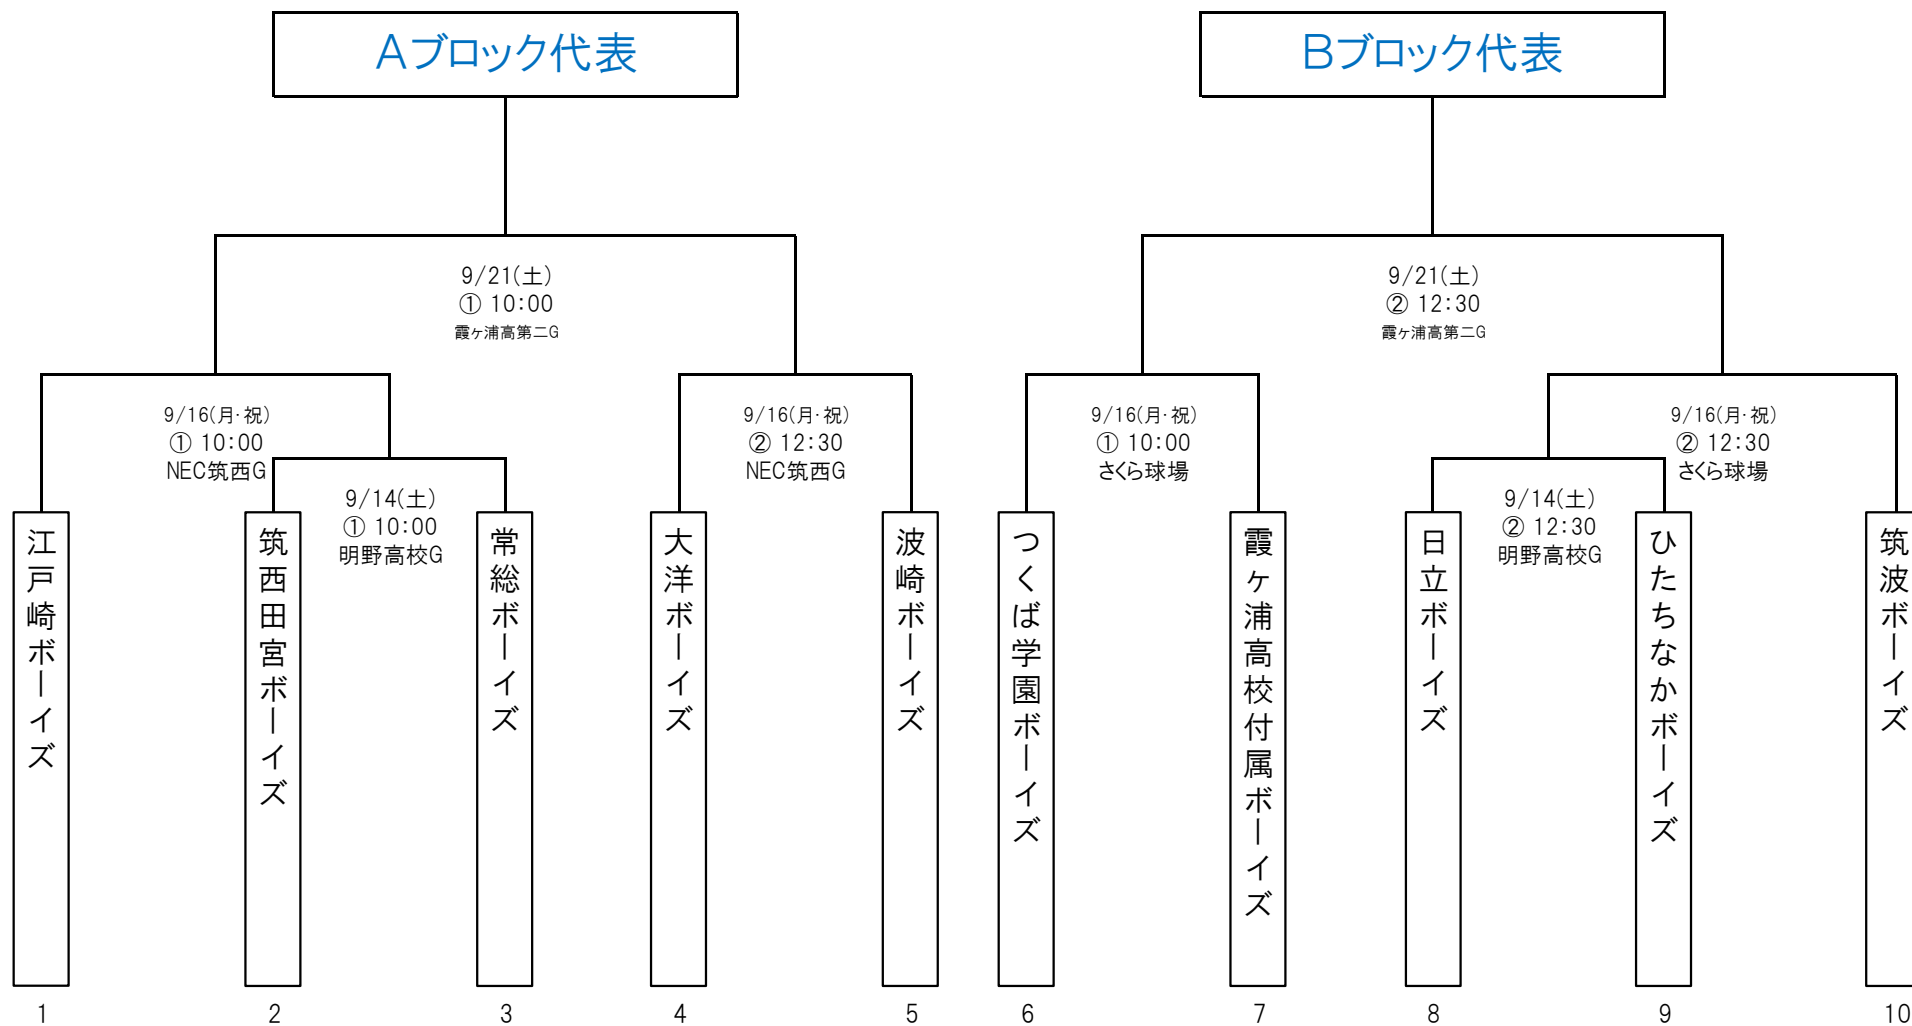 Aブロック代表
Bブロック代表
9/21(土)
① 10:00
霞ヶ浦高第二G
9/21(土)
② 12:30
霞ヶ浦高第二G
9/16(月・祝)
① 10:00
NEC筑西G
9/16(月・祝)
② 12:30
NEC筑西G
9/16(月・祝)
① 10:00
さくら球場
9/16(月・祝)
② 12:30
さくら球場
9/14(土)
① 10:00
明野高校G
9/14(土)
② 12:30
明野高校G
江戸崎ボーイズ
筑西田宮ボーイズ
常総ボーイズ
大洋ボーイズ
波崎ボーイズ
つくば学園ボーイズ
霞ヶ浦高校付属ボーイズ
日立ボーイズ
ひたちなかボーイズ
筑波ボーイズ
1
2
3
4
5
6
7
8
9
10